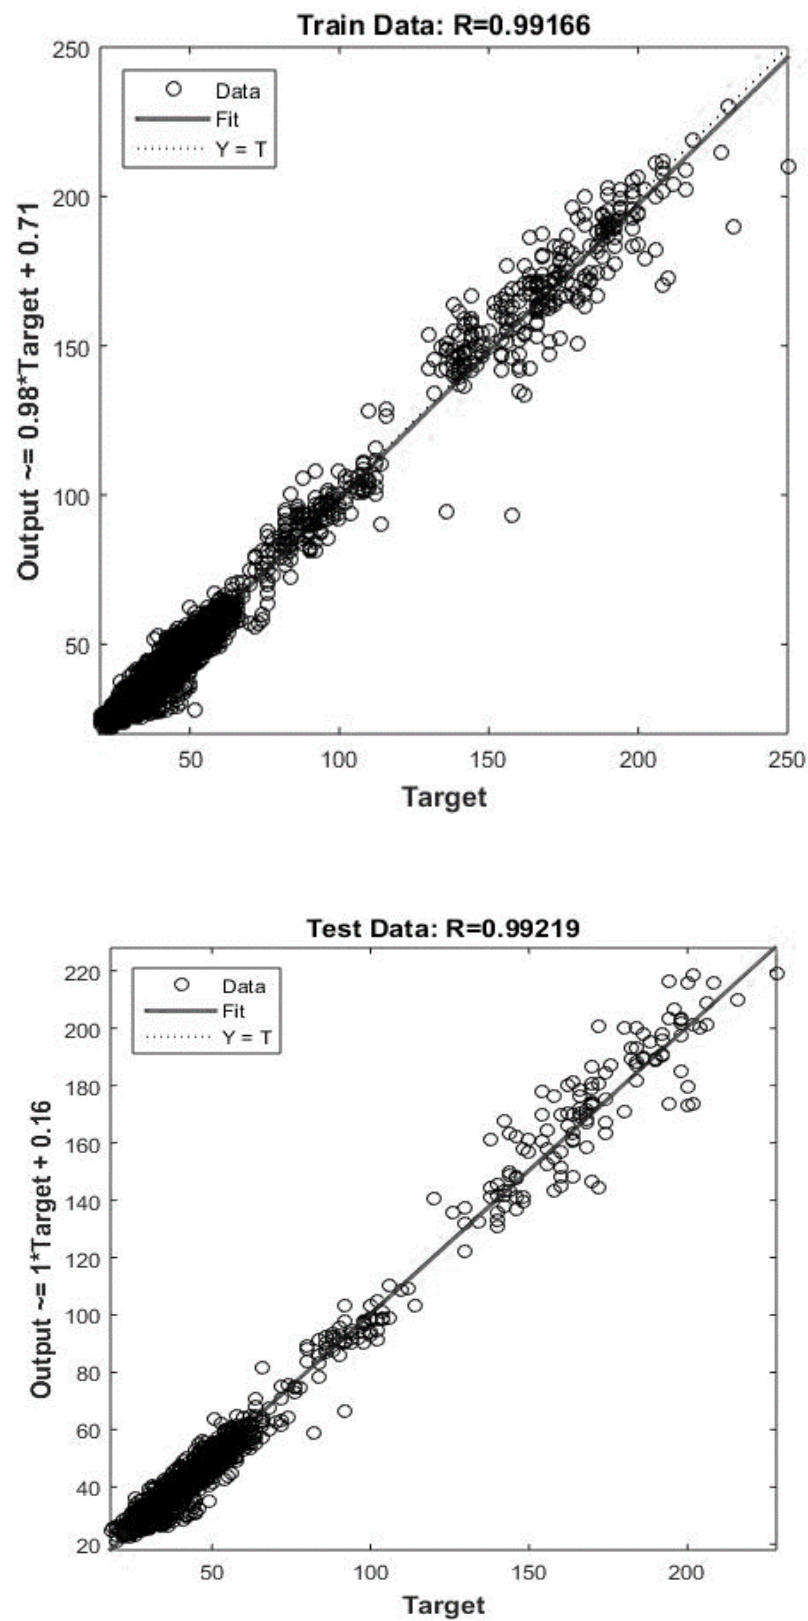 Train Data: R=0.99166
250
200
150
100
50
Data
Fit
Y = T
Output ~= 0.98*Target + 0.71
50
100
150
200
250
Target
Test Data: R=0.99219
220
200
180
160
140
120
100
80
60
40
20
Data
Fit
Y = T
Output ~= 1*Target + 0.16
50
100
150
200
Target